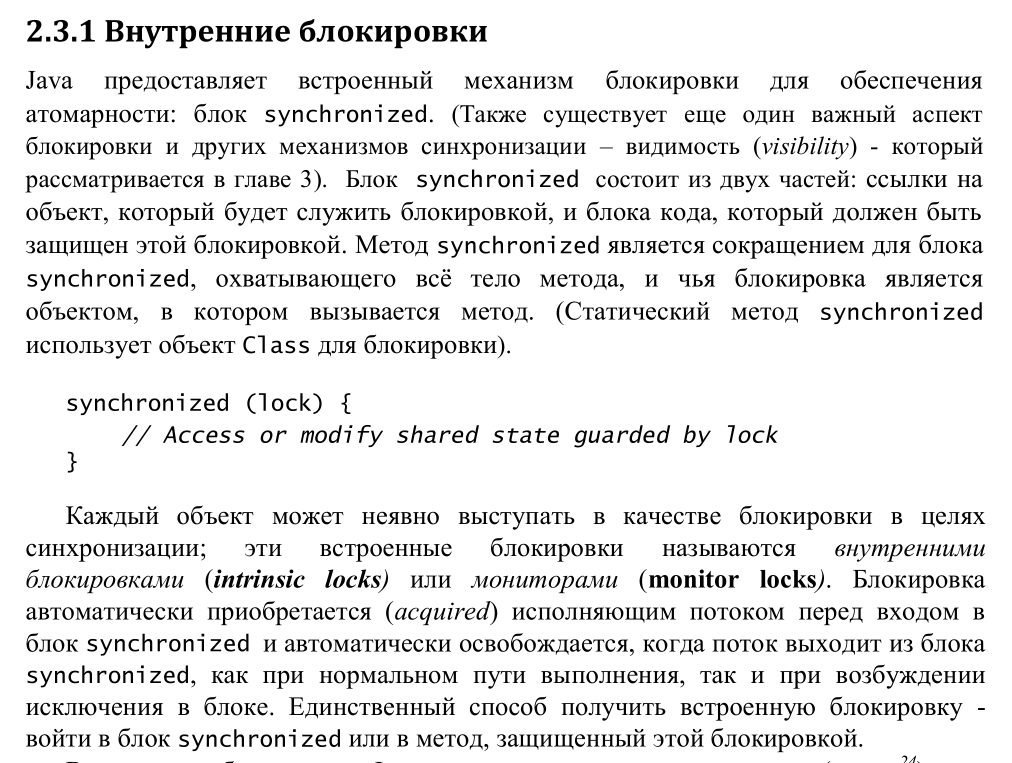 2.3.1 Внутренние блокировки
Java предоставляет встроенный механизм блокировки для обеспечения
атомарности: блок synchronized. (Также существует еще один важный аспект
блокировки и других механизмов синхронизации – видимость (visibility) - который
рассматривается в главе 3). Блок synchronized состоит из двух частей: ссылки на
объект, который будет служить блокировкой, и блока кода, который должен быть
защищен этой блокировкой. Метод synchronized является сокращением для блока
synchronized, охватывающего всё тело метода, и чья блокировка является
объектом, в котором вызывается метод. (Статический метод synchronized
использует объект Class для блокировки).
synchronized (lock) {
// Access or modify shared state guarded by lock
}
Каждый объект может неявно выступать в качестве блокировки в целях
синхронизации; эти встроенные блокировки называются внутренними
блокировками (intrinsic locks) или мониторами (monitor locks). Блокировка
автоматически приобретается (acquired) исполняющим потоком перед входом в
блок synchronized и автоматически освобождается, когда поток выходит из блока
synchronized, как при нормальном пути выполнения, так и при возбуждении
исключения в блоке. Единственный способ получить встроенную блокировку -
войти в блок synchronized или в метод, защищенный этой блокировкой.